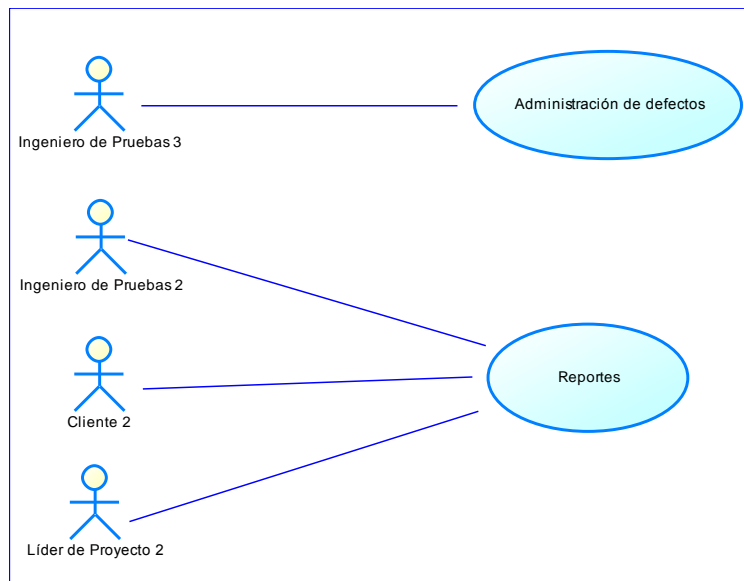 Administración de defectos
Ingeniero de Pruebas 3
Ingeniero de Pruebas 2
Reportes
Cliente 2
Líder de Proyecto 2